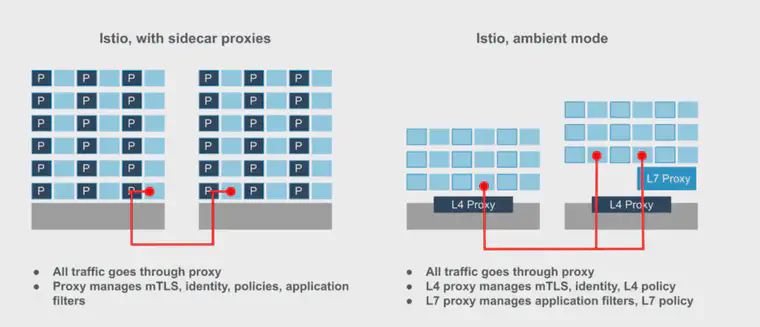 Istio, with sidecar proxies
P P P P P P
P P P P P P
P P P P P P
P P P P P P
P P P P P P
P P P P P P
● All traffic goes through proxy
● Proxy manages mTLS, identity, policies, application
filters
Istio, ambient mode
L7 Proxy
L4 Proxy L4 Proxy
● All traffic goes through proxy
● L4 proxy manages mTLS, identity, L4 policy
● L7 proxy manages application filters, L7 policy